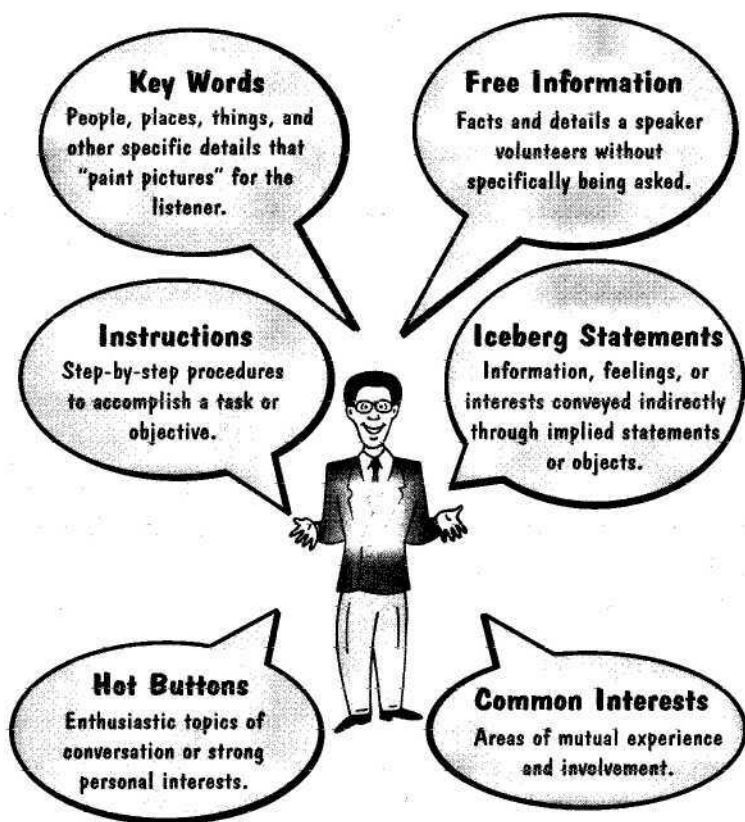 Key Words
People, places, things, and
other specific details that
"paint pictures" for the
listener.
Free Information
Facts and details a speaker
volunteers without
specifically being asked.
Instructions
Step-by-step procedures
to accomplish a task or
objective.
Iceberg Statements
Information, feelings, or
interests conveyed indirectly
through implied statements
or objects.
Hot Buttons
Enthusiastic topics of
conversation or strong
personal interests.
Common Interests
Areas of mutual experience
and involvement.